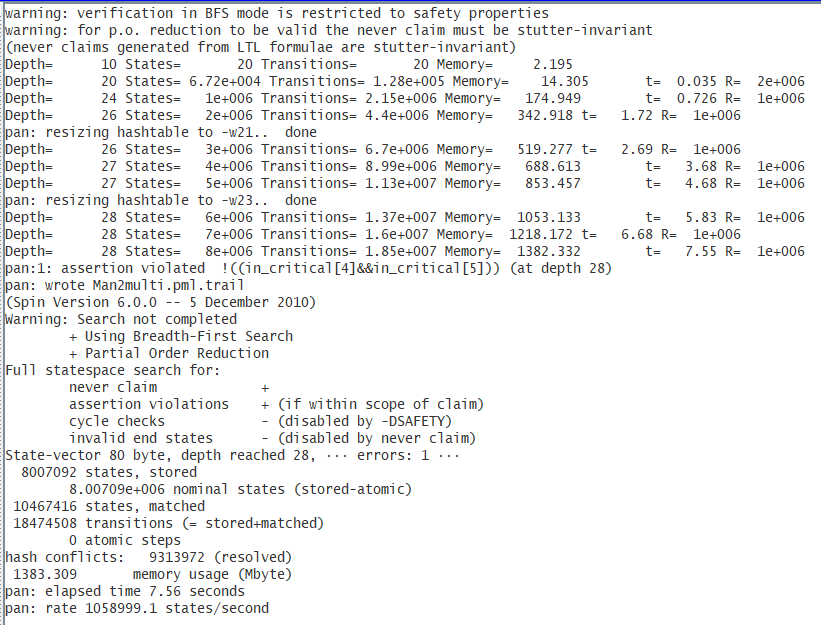 warning: verification in BFS mode is restricted to safety properties
warning: for p.o. reduction to be valid the never claim must be stutter-invariant
(never claims generated from LTL formulae are stutter-invariant)
Depth=      10 States=       20 Transitions=       20 Memory=     2.195
Depth=      20 States= 6.72e+004 Transitions= 1.28e+005 Memory=    14.305       t=  0.035 R=  2e+006
Depth=      24 States=   1e+006 Transitions= 2.15e+006 Memory=   174.949        t=  0.726 R=  1e+006
Depth=      26 States=   2e+006 Transitions= 4.4e+006 Memory=   342.918 t=   1.72 R=  1e+006
pan: resizing hashtable to -w21..  done
Depth=      26 States=   3e+006 Transitions= 6.7e+006 Memory=   519.277 t=   2.69 R=  1e+006
Depth=      27 States=   4e+006 Transitions= 8.99e+006 Memory=   688.613        t=   3.68 R=  1e+006
Depth=      27 States=   5e+006 Transitions= 1.13e+007 Memory=   853.457        t=   4.68 R=  1e+006
pan: resizing hashtable to -w23..  done
Depth=      28 States=   6e+006 Transitions= 1.37e+007 Memory=  1053.133        t=   5.83 R=  1e+006
Depth=      28 States=   7e+006 Transitions= 1.6e+007 Memory=  1218.172 t=   6.68 R=  1e+006
Depth=      28 States=   8e+006 Transitions= 1.85e+007 Memory=  1382.332        t=   7.55 R=  1e+006
pan:1: assertion violated  !((in_critical[4]&&in_critical[5])) (at depth 28)
pan: wrote Man2multi.pml.trail
(Spin Version 6.0.0 -- 5 December 2010)
Warning: Search not completed
        + Using Breadth-First Search
        + Partial Order Reduction
Full statespace search for:
        never claim             +
        assertion violations    + (if within scope of claim)
        cycle checks            - (disabled by -DSAFETY)
        invalid end states      - (disabled by never claim)
State-vector 80 byte, depth reached 28, ··· errors: 1 ···
  8007092 states, stored
        8.00709e+006 nominal states (stored-atomic)
 10467416 states, matched
 18474508 transitions (= stored+matched)
        0 atomic steps
hash conflicts:   9313972 (resolved)
 1383.309       memory usage (Mbyte)
pan: elapsed time 7.56 seconds
pan: rate 1058999.1 states/second